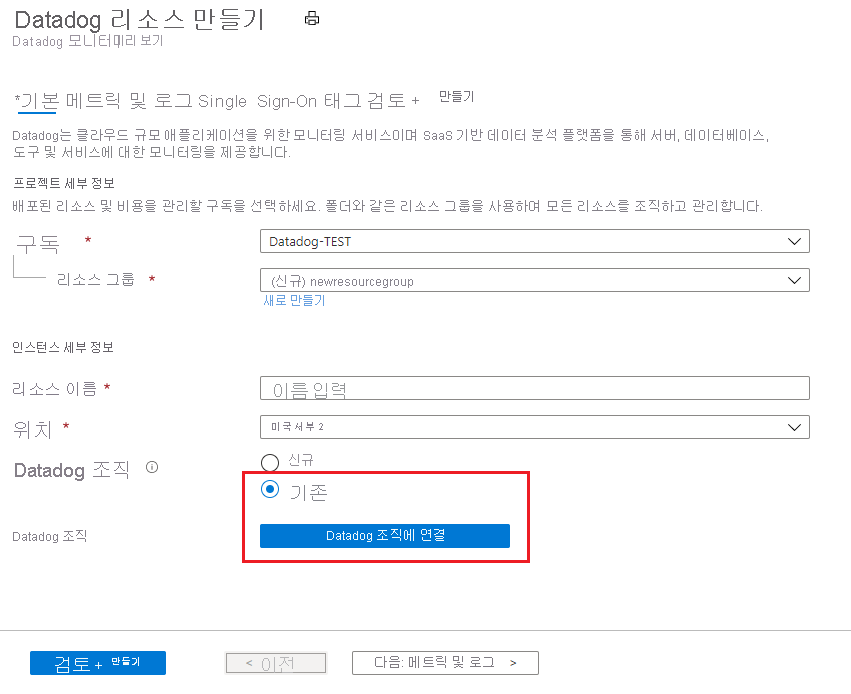 Datadog 리소스 만들기
Datadog 모니터미리 보기
*기본 메트릭 및 로그 Single Sign-On 태그 검토 + 만들기
Datadog는 클라우드 규모 애플리케이션을 위한 모니터링 서비스이며 SaaS 기반 데이터 분석 플랫폼을 통해 서버, 데이터베이스,
도구 및 서비스에 대한 모니터링을 제공합니다.
프로젝트 세부 정보
배포된 리소스 및 비용을 관리할 구독을 선택하세요. 폴더와 같은 리소스 그룹을 사용하여 모든 리소스를 조직하고 관리합니다.
구독 * Datadog-TEST
리소스 그룹 * (신규) newresourcegroup
새로 만들기
인스턴스 세부 정보
리소스 이름 * 이름 입력
위치 * 미국 서부 2
Datadog 조직 신규
기존
Datadog 조직 Datadog 조직에 연결
검토 + 만들기 < 이전 다음: 메트릭 및 로그 >